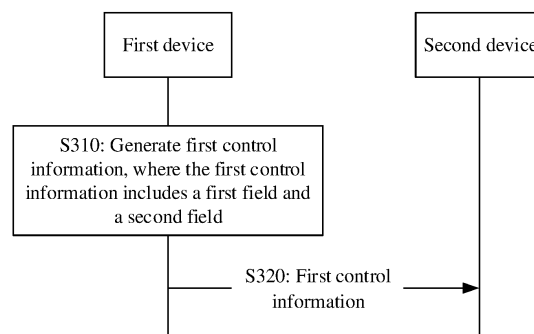 First device
Second device
S310: Generate first control
information, where the first control
information includes a first field and
a second field
S320: First control
information